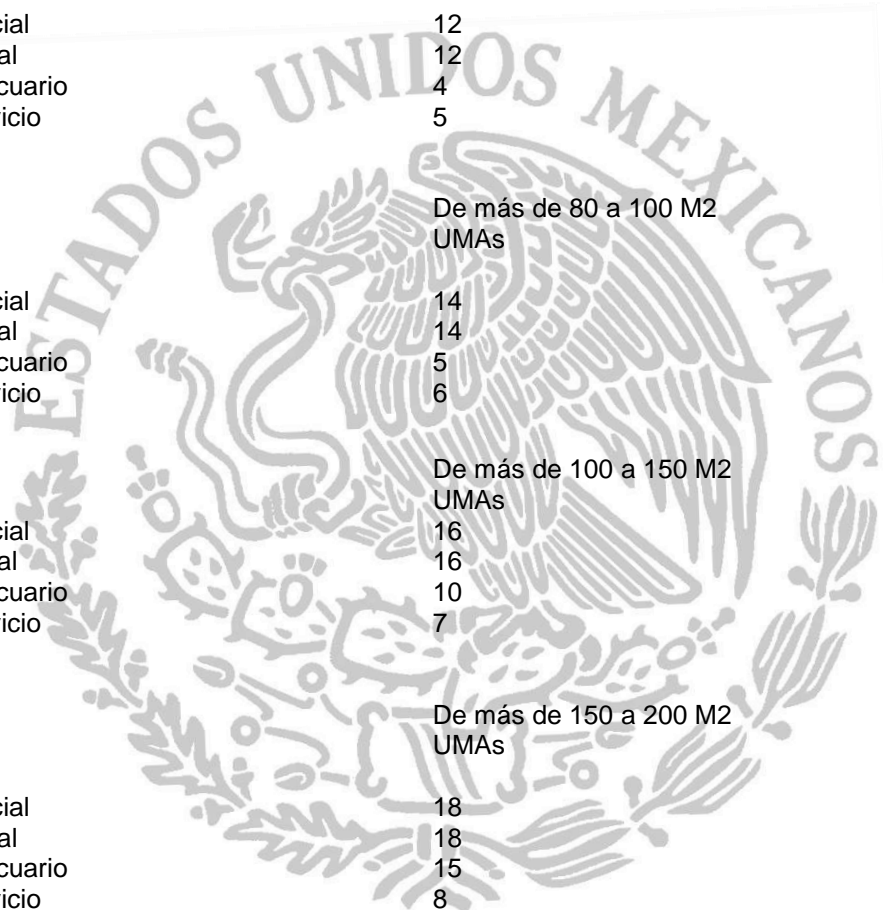 cial 12
al 12
cuario 4
icio 5
De más de 80 a 100 M2
UMAs
cial 14
al 14
cuario 5
icio 6
De más de 100 a 150 M2
UMAs
cial 16
al 16
cuario 10
icio 7
De más de 150 a 200 M2
UMAs
cial 18
al 18
cuario 15
icio 8
ESTADOS UNIDOS MEXICANOS